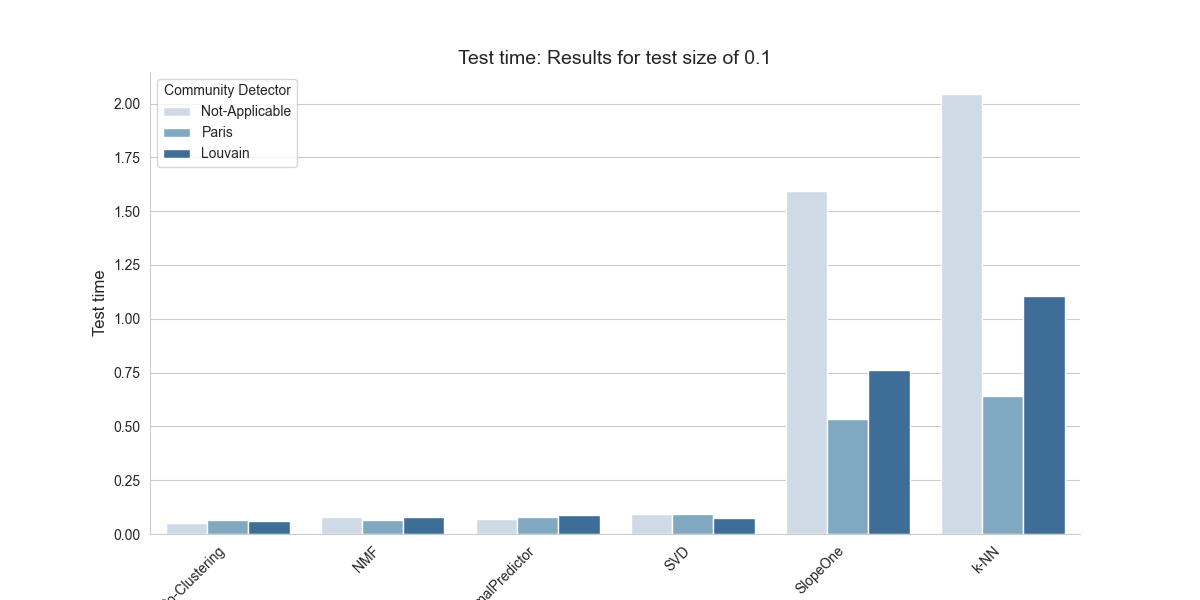 Test time: Results for test size of 0.1
Community Detector
Not-Applicable
Paris
Louvain
2.00
1.75
1.50
1.25
1.00
0.75
0.50
0.25
0.00
Test time
NMF
SVD
SlopeOne
k-NN